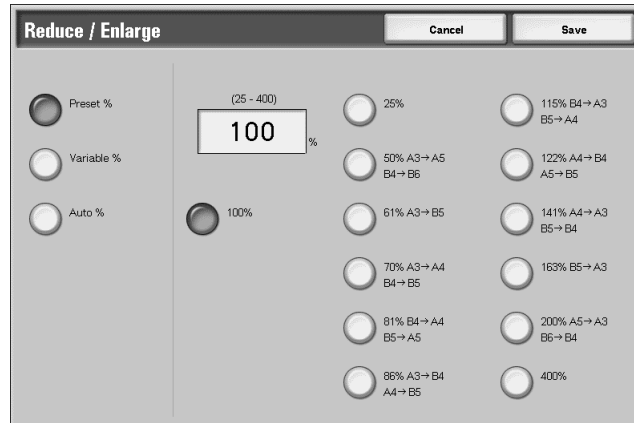 Reduce / Enlarge
Cancel
Save
Preset %
Variable %
Auto %
(25 - 400)
100
%
100%
25%
50% A3→A5
B4→B6
61% A3→B5
70% A3→A4
B4→B5
81% B4→A4
B5→A5
86% A3→B4
A4→B5
115% B4→A3
B5→A4
122% A4→B4
A5→B5
141% A4→A3
B5→B4
163% B5→A3
200% A5→A3
B6→B4
400%